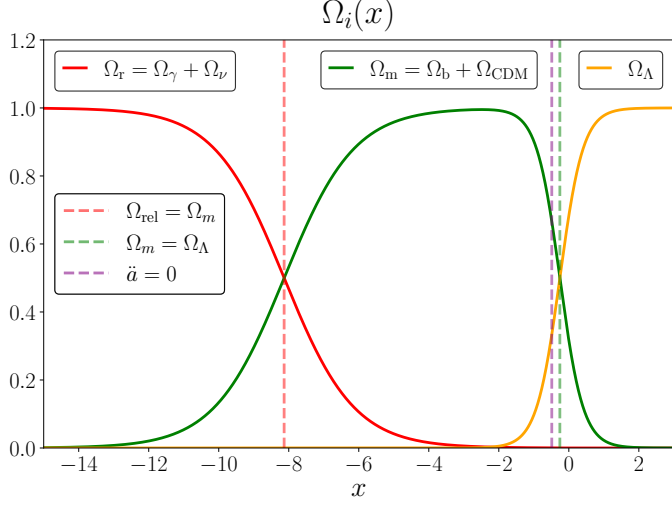 Ωᵢ(x)
Ωr = Ωγ + Ων
Ωm = Ωb + ΩCDM
ΩΛ
Ωrel = Ωm
Ωm = ΩΛ
ä = 0
1.2
1.0
0.8
0.6
0.4
0.2
0.0
−14 −12 −10 −8 −6 −4 −2 0 2
x